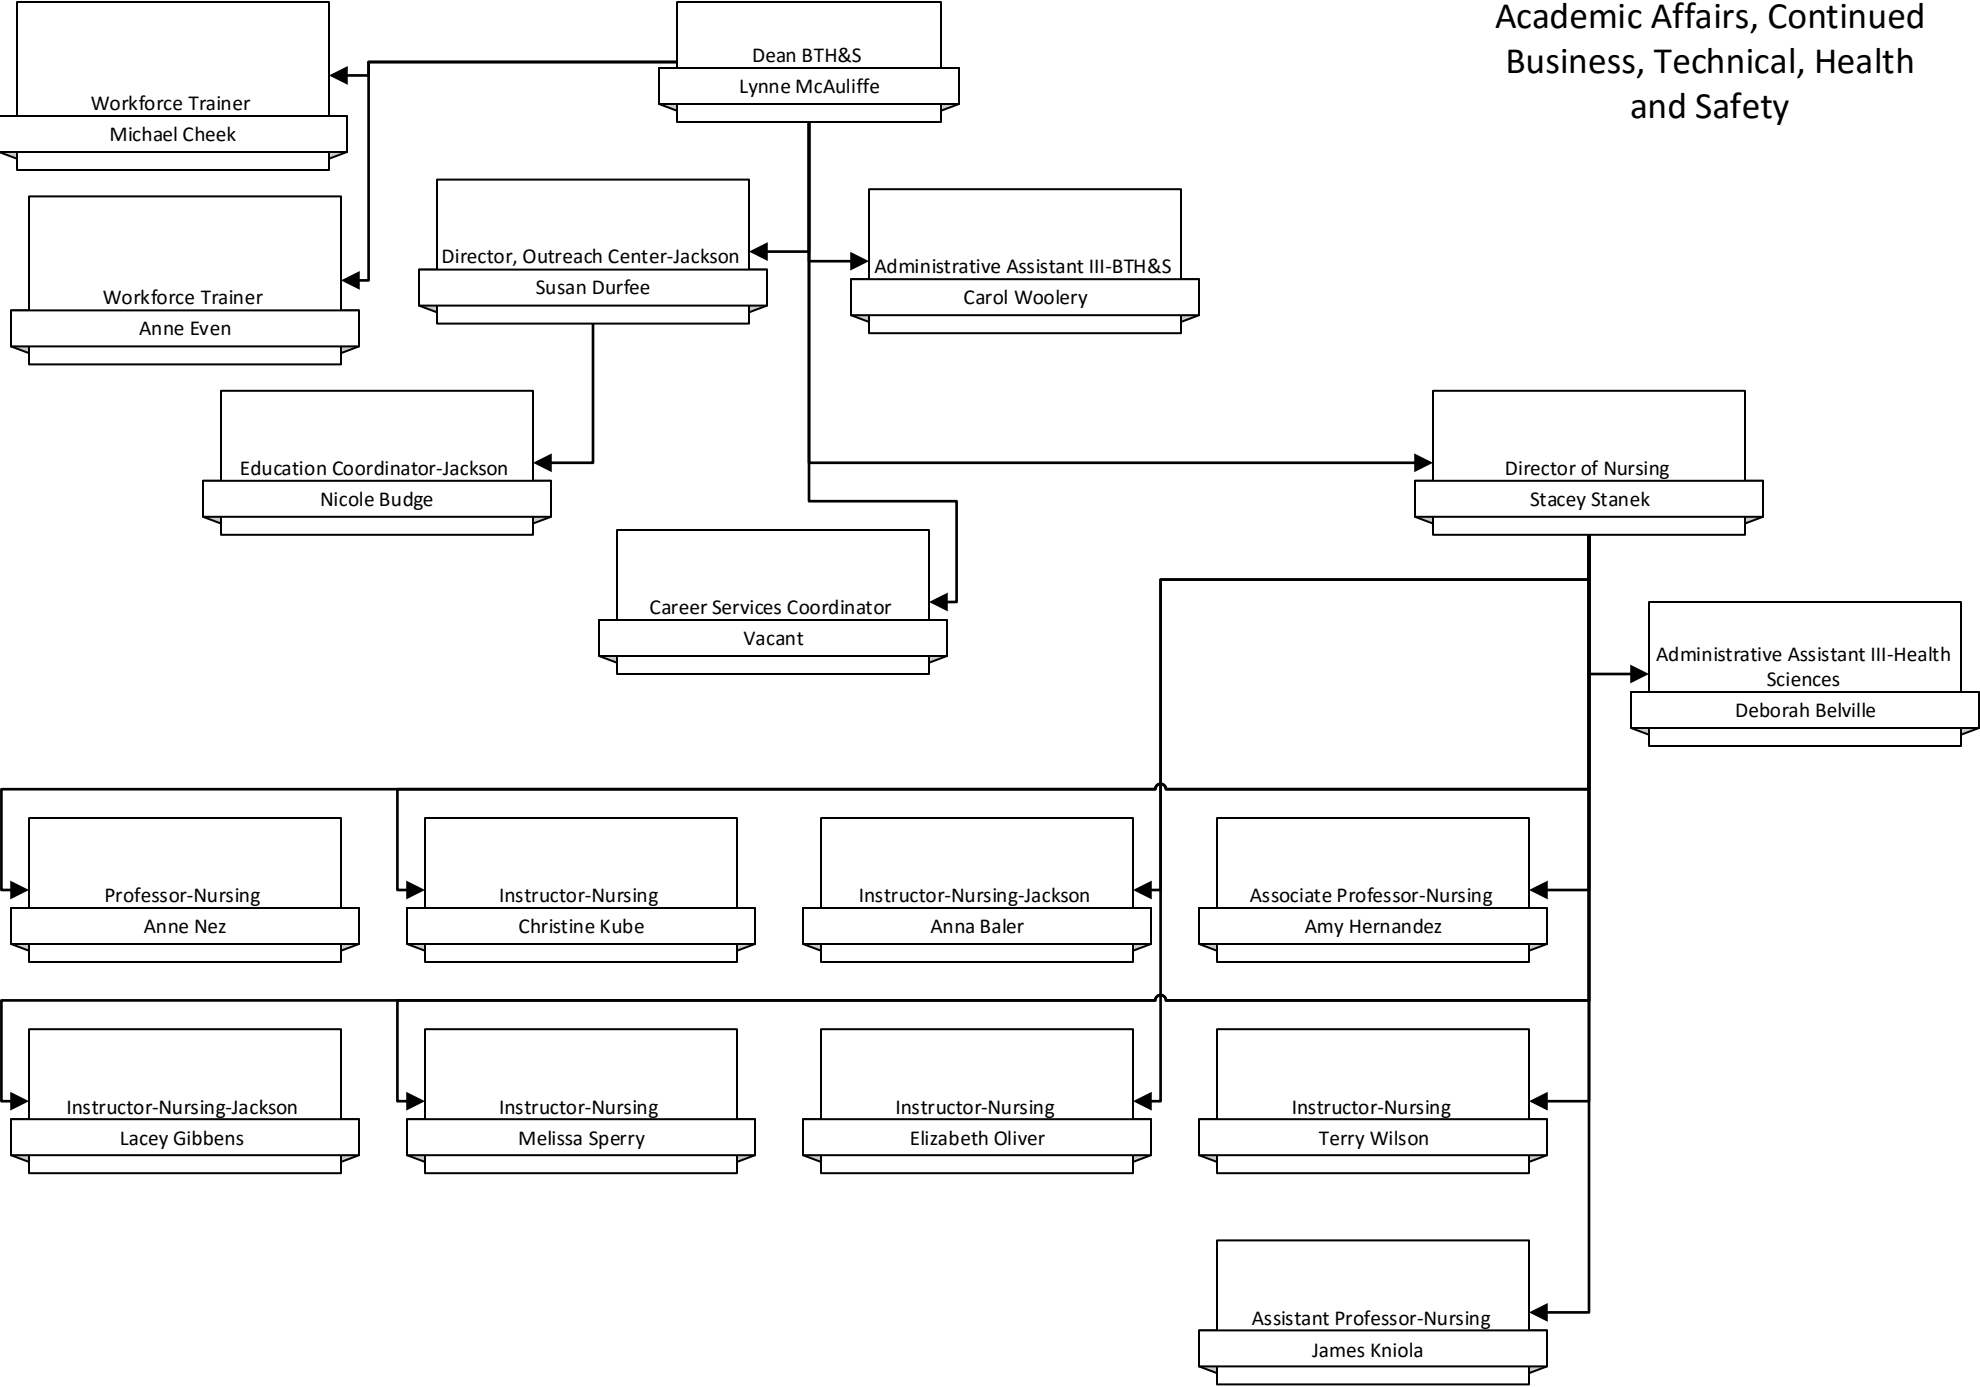 Academic Affairs, Continued
Business, Technical, Health
and Safety
Dean BTH&S
Lynne McAuliffe
Workforce Trainer
Michael Cheek
Workforce Trainer
Anne Even
Director, Outreach Center-Jackson
Susan Durfee
Administrative Assistant III-BTH&S
Carol Woolery
Education Coordinator-Jackson
Nicole Budge
Director of Nursing
Stacey Stanek
Career Services Coordinator
Vacant
Administrative Assistant III-Health
Sciences
Deborah Belville
Professor-Nursing
Anne Nez
Instructor-Nursing
Christine Kube
Instructor-Nursing-Jackson
Anna Baler
Associate Professor-Nursing
Amy Hernandez
Instructor-Nursing-Jackson
Lacey Gibbens
Instructor-Nursing
Melissa Sperry
Instructor-Nursing
Elizabeth Oliver
Instructor-Nursing
Terry Wilson
Assistant Professor-Nursing
James Kniola